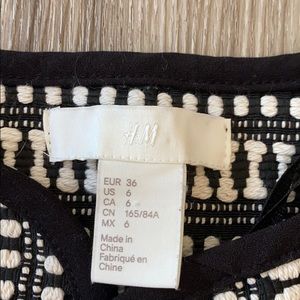 H&M
EUR 36
US 6
CA 6
CN 165/84A
MX 6
Made in
China
Fabriqué en
Chine